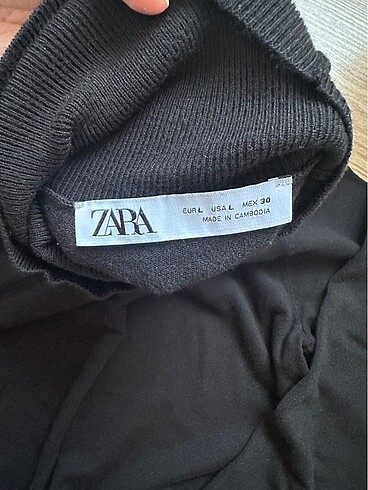 ZARA
EUR L USA L MEX 30
MADE IN CAMBODIA